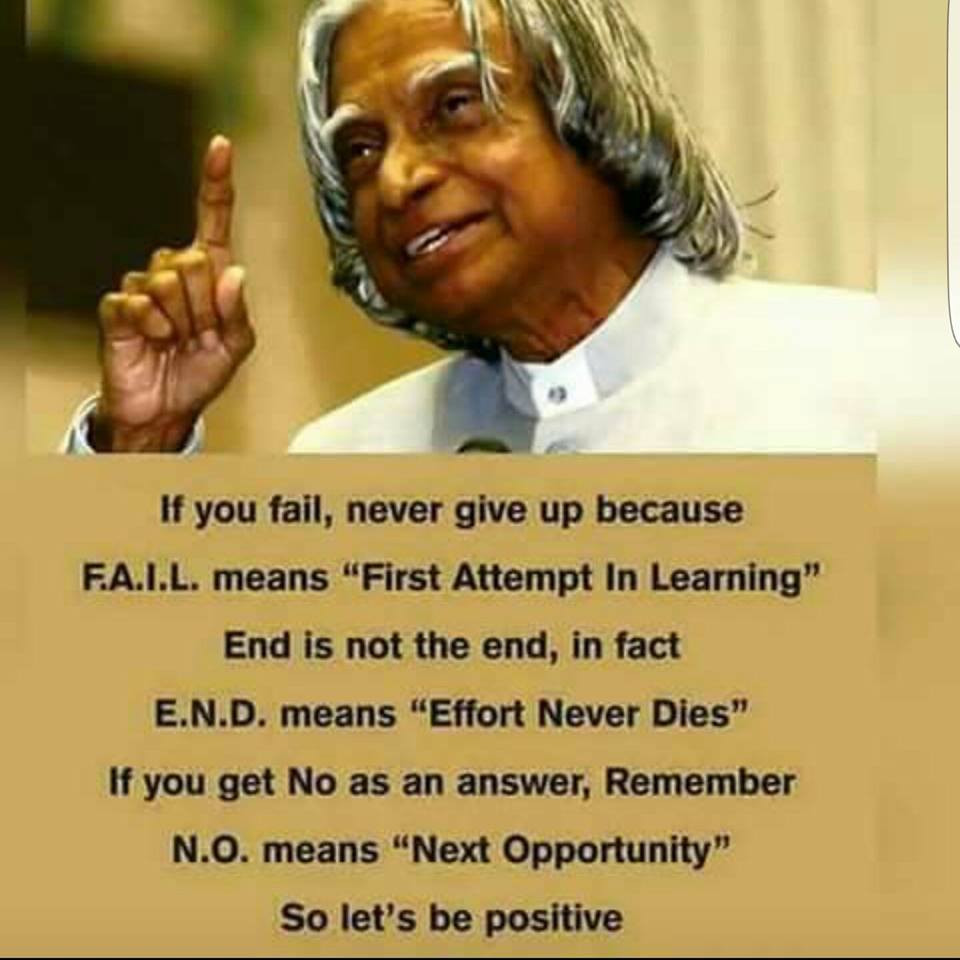 If you fail, never give up because
F.A.I.L. means “First Attempt In Learning”
End is not the end, in fact
E.N.D. means “Effort Never Dies”
If you get No as an answer, Remember
N.O. means “Next Opportunity”
So let’s be positive